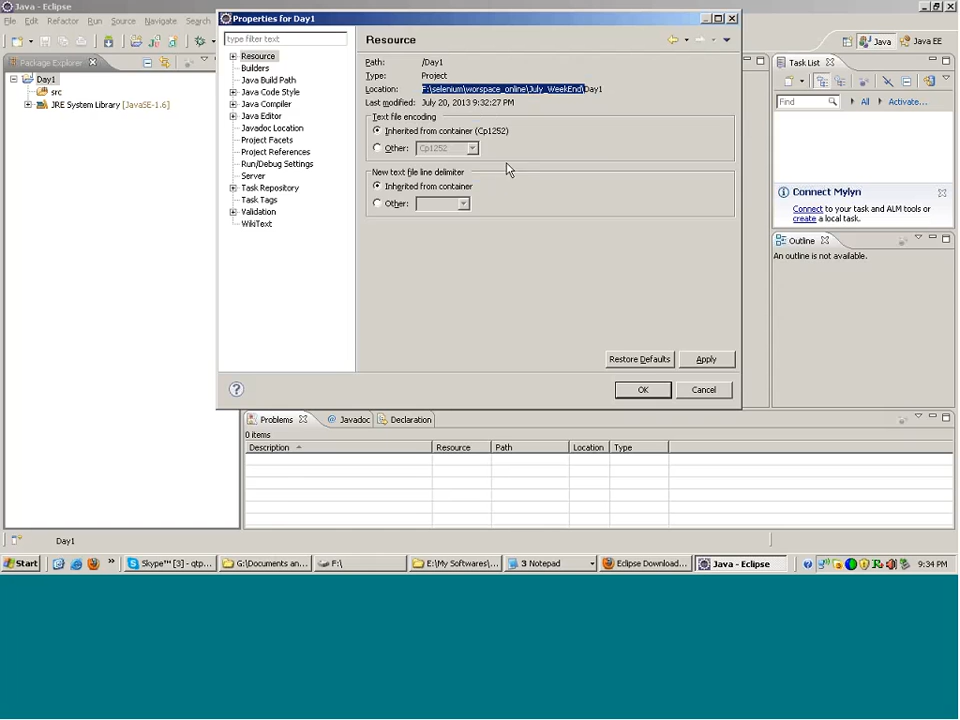 Java - Eclipse
File Edit Refactor Run Source Navigate Search
Properties for Day1
type filter text
Resource
Builders
Java Build Path
Java Code Style
Java Compiler
Java Editor
Javadoc Location
Project Facets
Project References
Run/Debug Settings
Server
Task Repository
Task Tags
Validation
WikiText
Resource
Path: /Day1
Type: Project
Location: F:\selenium\worspace_online\July_WeekEnd\Day1
Last modified: July 20, 2013 9:32:27 PM
Text file encoding
Inherited from container (Cp1252)
Other: Cp1252
New text file line delimiter
Inherited from container
Other:
Restore Defaults Apply
OK Cancel
Package Explorer
Day1
src
JRE System Library [JavaSE-1.6]
Java Java EE
Task List
Find All Activate...
Connect Mylyn
Connect to your task and ALM tools or
create a local task.
Outline
An outline is not available.
Problems Javadoc Declaration
0 items
Description Resource Path Location Type
Day1
Start Skype™ [3] - qtp... G:\Documents an... F:\ E:\My Softwares\... 3 Notepad Eclipse Download... Java - Eclipse 9:34 PM